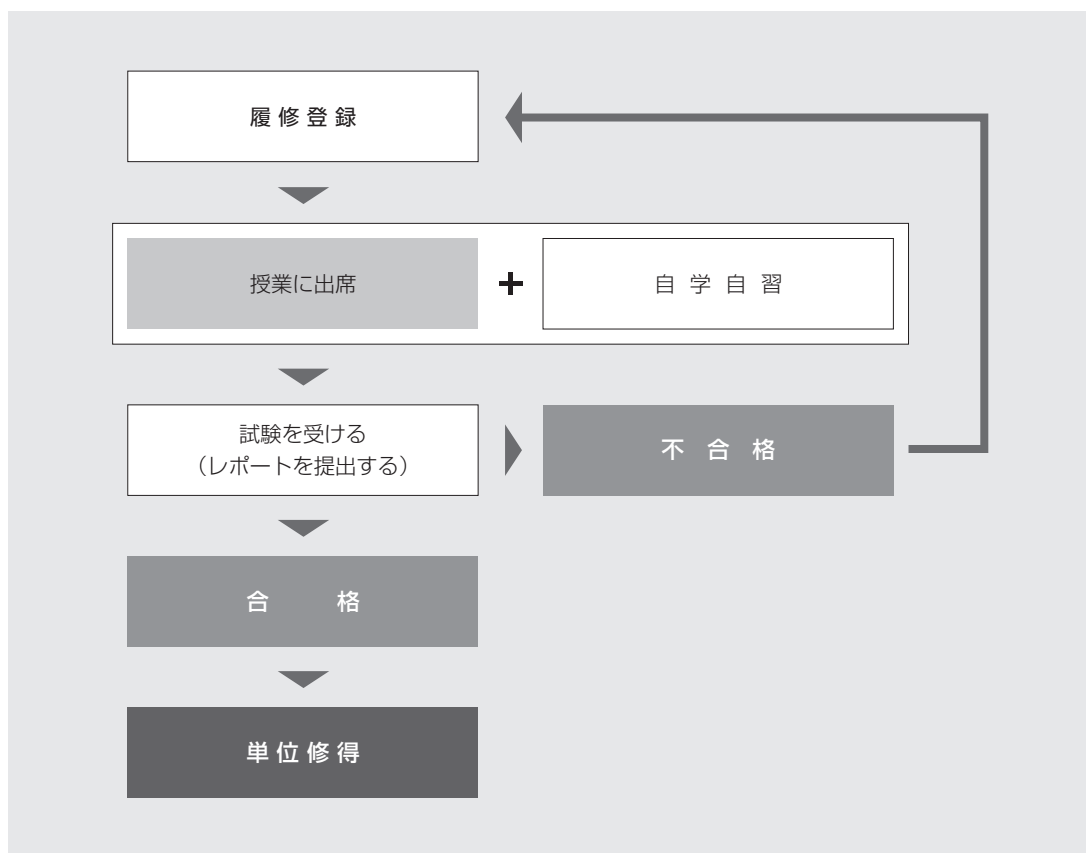 履修登録
授業に出席
+
自学自習
試験を受ける
（レポートを提出する）
不合格
合格
単位修得